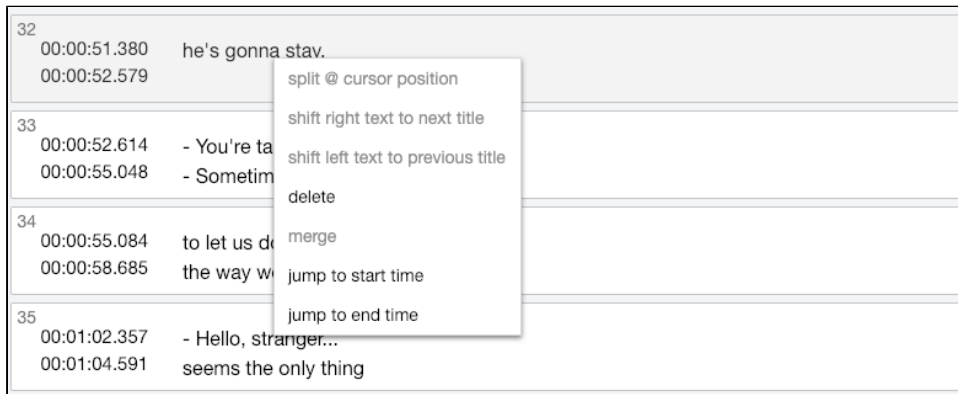 32
00:00:51.380 he's gonna stay.
00:00:52.579
split @ cursor position
shift right text to next title
shift left text to previous title
delete
merge
jump to start time
jump to end time
33
00:00:52.614 - You're ta
00:00:55.048 - Sometim
34
00:00:55.084 to let us do
00:00:58.685 the way w
35
00:01:02.357 - Hello, stranger...
00:01:04.591 seems the only thing